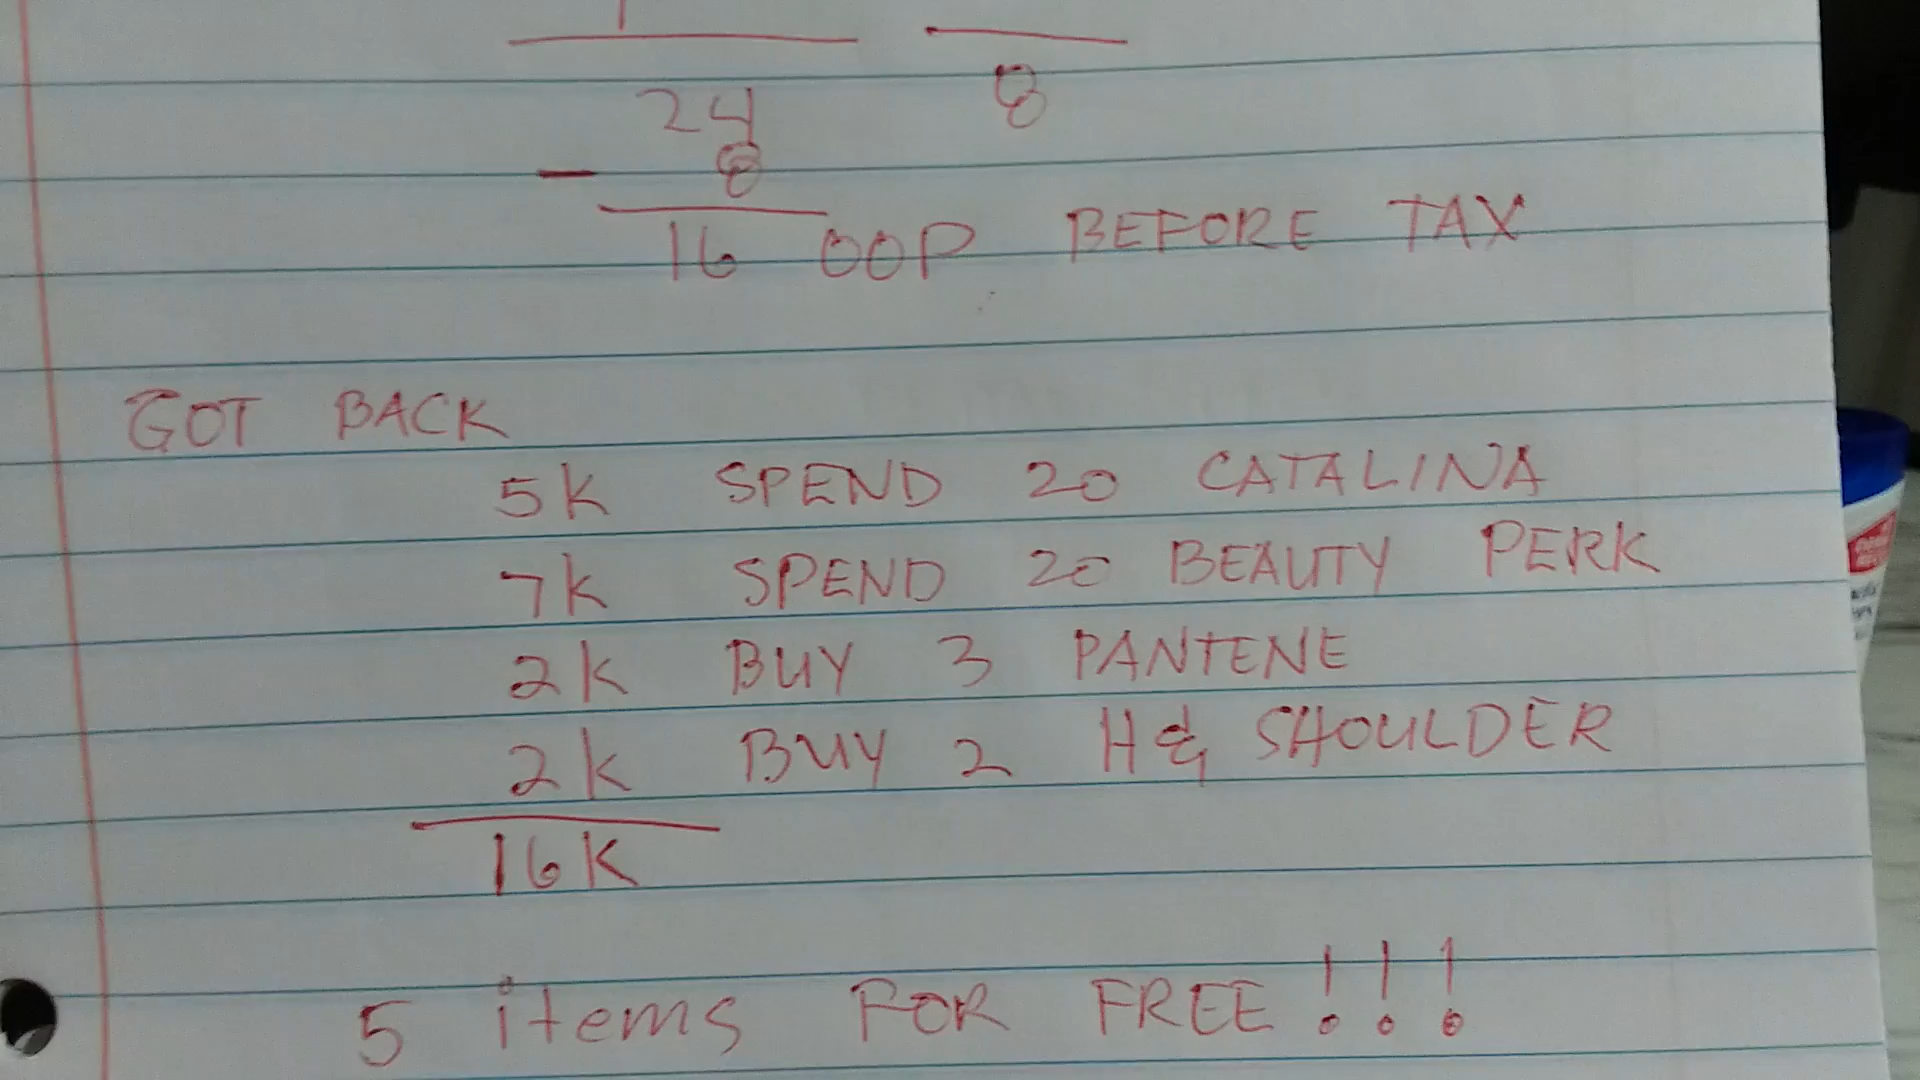 24 8
- 8
16 OOP BEFORE TAX
GOT BACK
5K SPEND 20 CATALINA
7K SPEND 20 BEAUTY PERK
2K BUY 3 PANTENE
2K BUY 2 H & SHOULDER
16K
5 items FOR FREE!!!